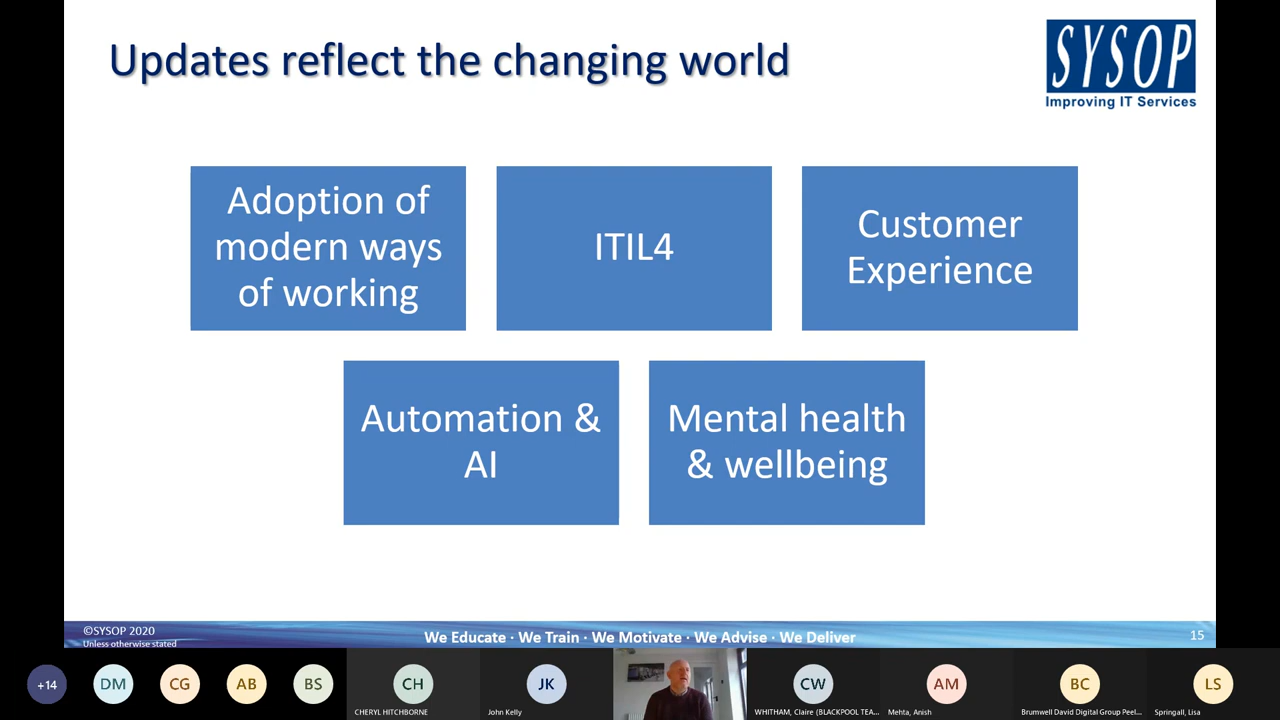 Updates reflect the changing world
SYSOP
Improving IT Services
Adoption of
modern ways
of working
ITIL4
Customer
Experience
Automation &
AI
Mental health
& wellbeing
©SYSOP 2020
Unless otherwise stated
We Educate · We Train · We Motivate · We Advise · We Deliver
15
+14
DM
CG
AB
BS
CH
CHERYL HITCHBORNE
JK
John Kelly
CW
WHITHAM, Claire (BLACKPOOL TEA...
AM
Mehta, Anish
BC
Brumwell David Digital Group Peel...
LS
Springall, Lisa